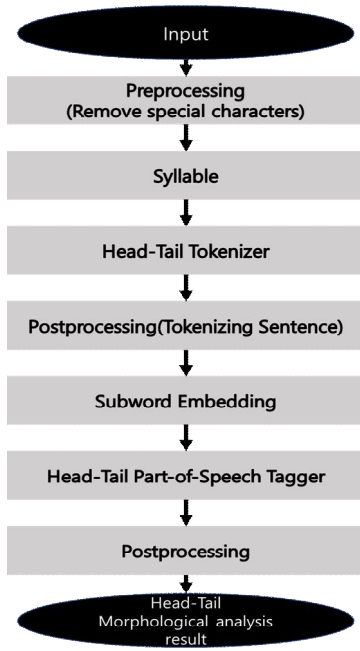 Input
Preprocessing
(Remove special characters)
Syllable
Head-Tail Tokenizer
Postprocessing(Tokenizing Sentence)
Subword Embedding
Head-Tail Part-of-Speech Tagger
Postprocessing
Head-Tail
Morphological analysis
result